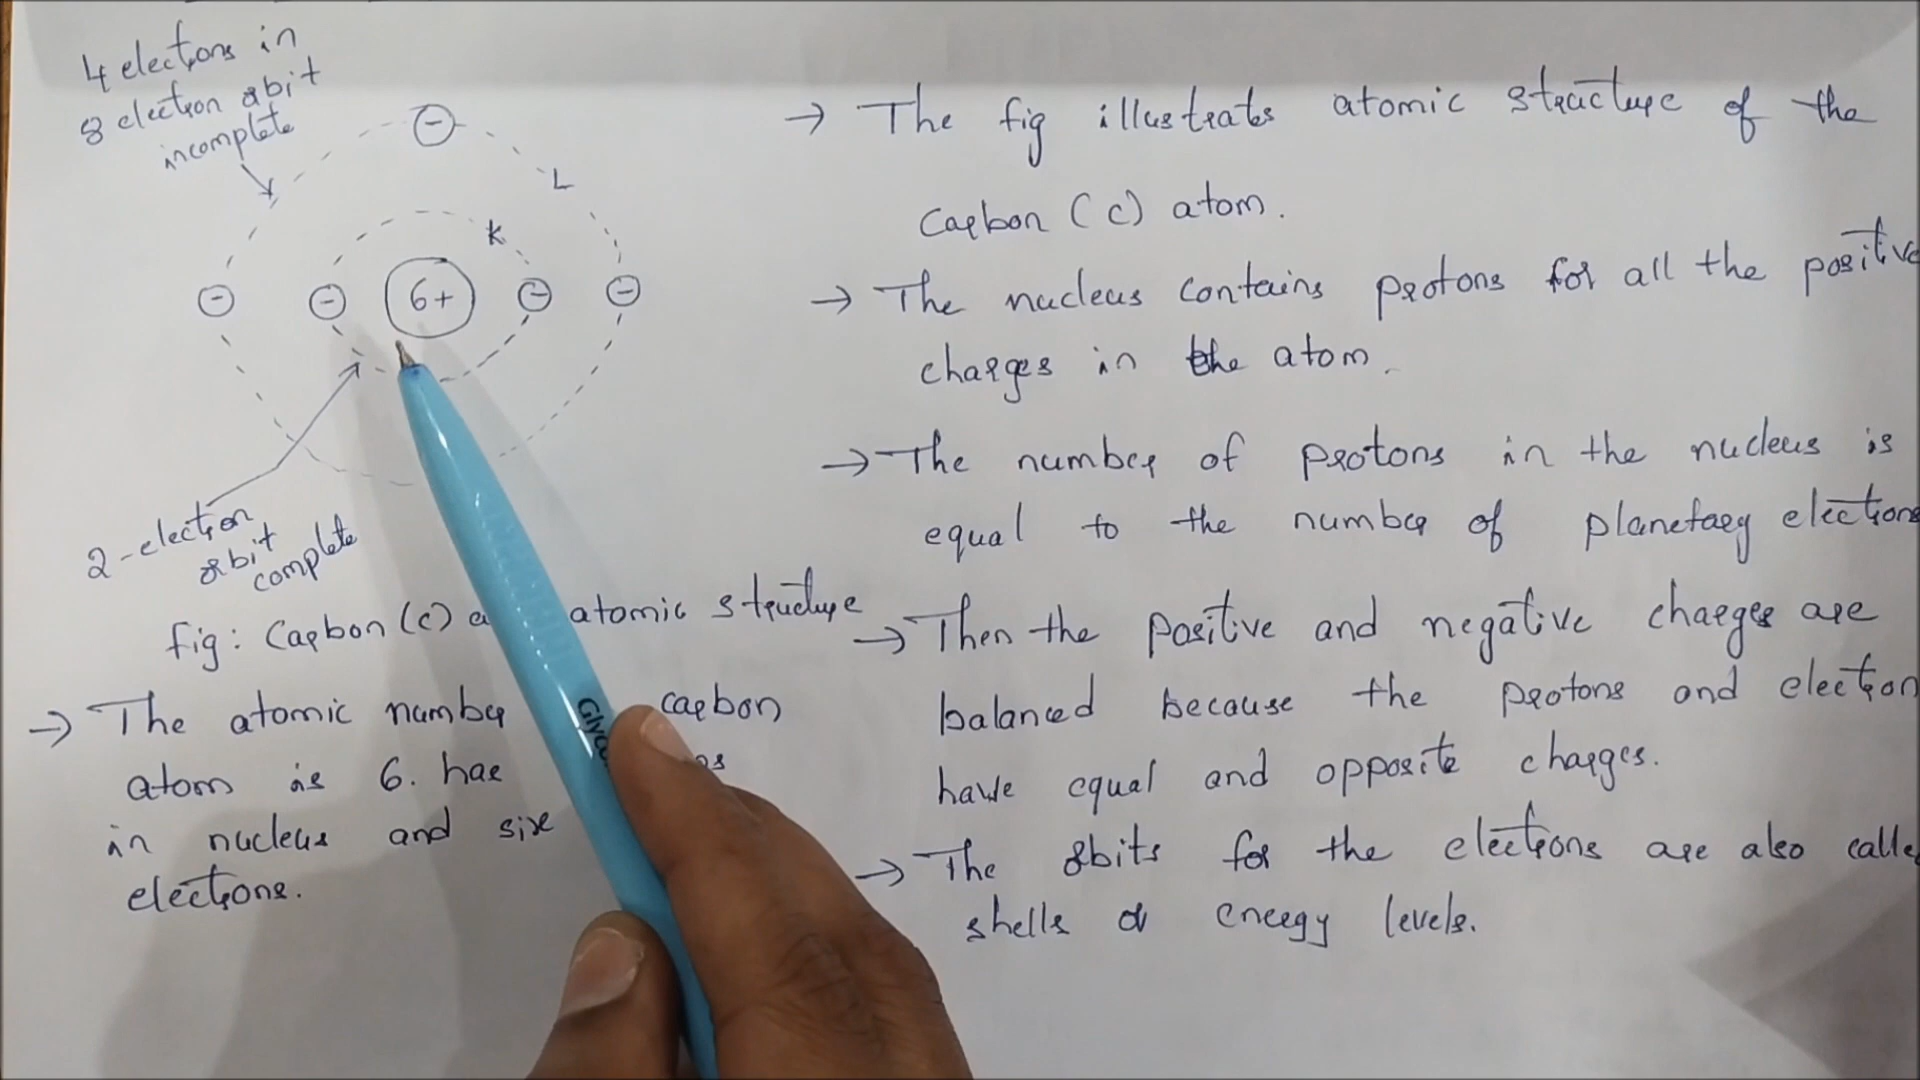 4 electrons in
8 electron orbit
incomplete
L
K
6+
2-electron
orbit
complete
fig: Carbon (c) atomic structure
→ The atomic number carbon
atom is 6. has
in nucleus and six
electrons.
→ The fig illustrates atomic structure of the
Carbon (c) atom.
→ The nucleus contains protons for all the positive
charges in the atom.
→ The number of protons in the nucleus is
equal to the number of planetary electrons
→ Then the positive and negative charges are
balanced because the protons and electron
have equal and opposite charges.
→ The orbits for the electrons are also called
shells or energy levels.